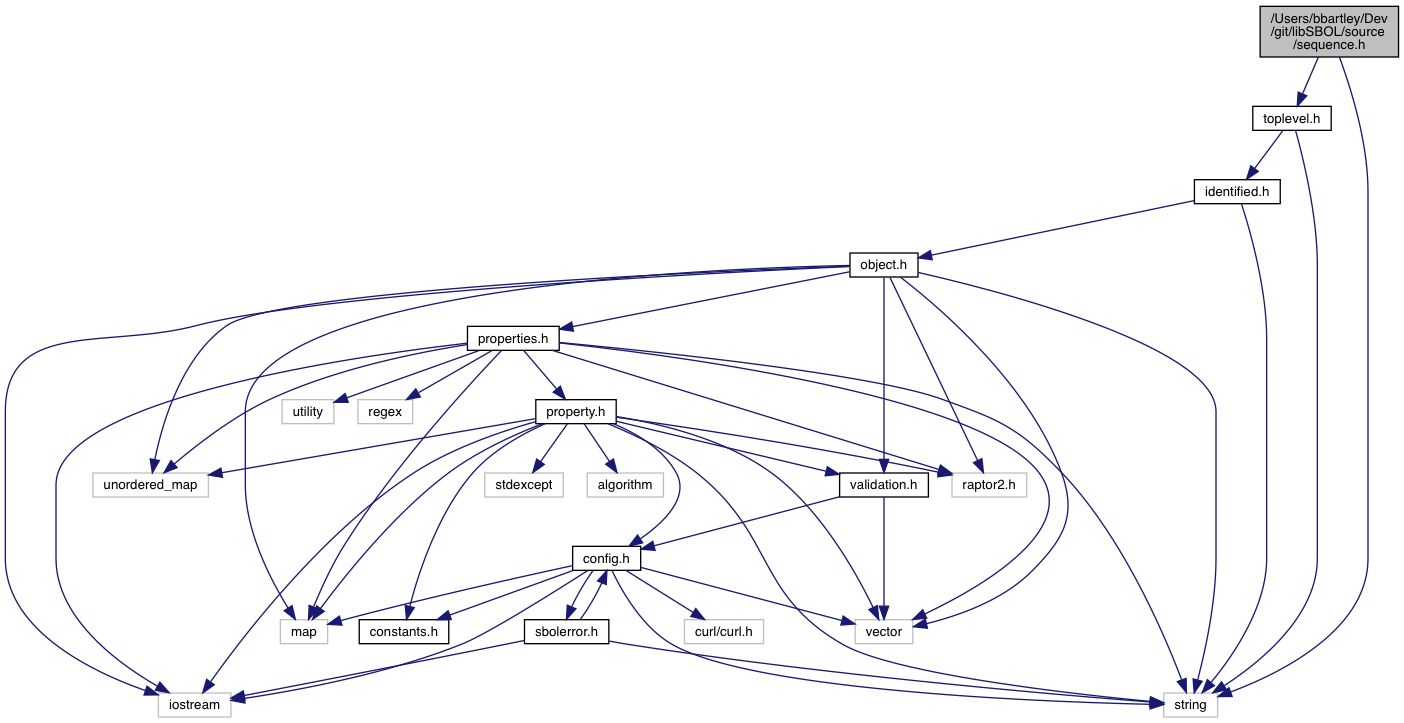 /Users/bbartley/Dev
/git/libSBOL/source
/sequence.h
toplevel.h
identified.h
object.h
properties.h
utility
regex
property.h
unordered_map
stdexcept
algorithm
validation.h
raptor2.h
config.h
map
constants.h
sbolerror.h
curl/curl.h
vector
iostream
string